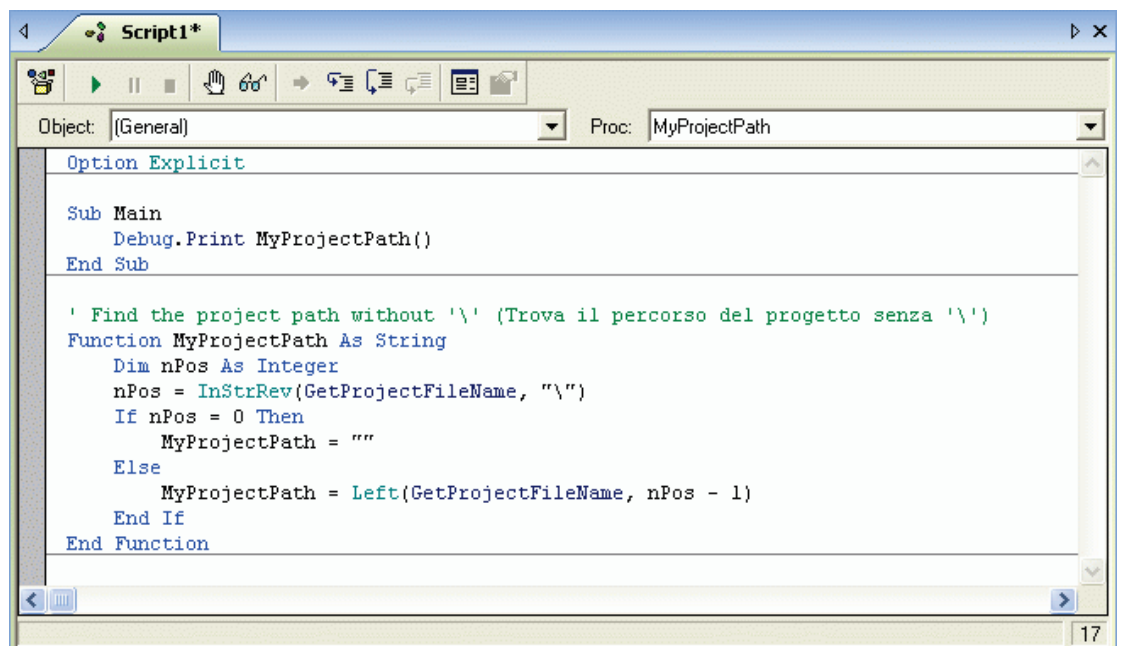 Script1*
Object: (General) Proc: MyProjectPath
Option Explicit
Sub Main
Debug.Print MyProjectPath()
End Sub
' Find the project path without '\' (Trova il percorso del progetto senza '\')
Function MyProjectPath As String
Dim nPos As Integer
nPos = InStrRev(GetProjectFileName, "\")
If nPos = 0 Then
MyProjectPath = ""
Else
MyProjectPath = Left(GetProjectFileName, nPos - 1)
End If
End Function
17